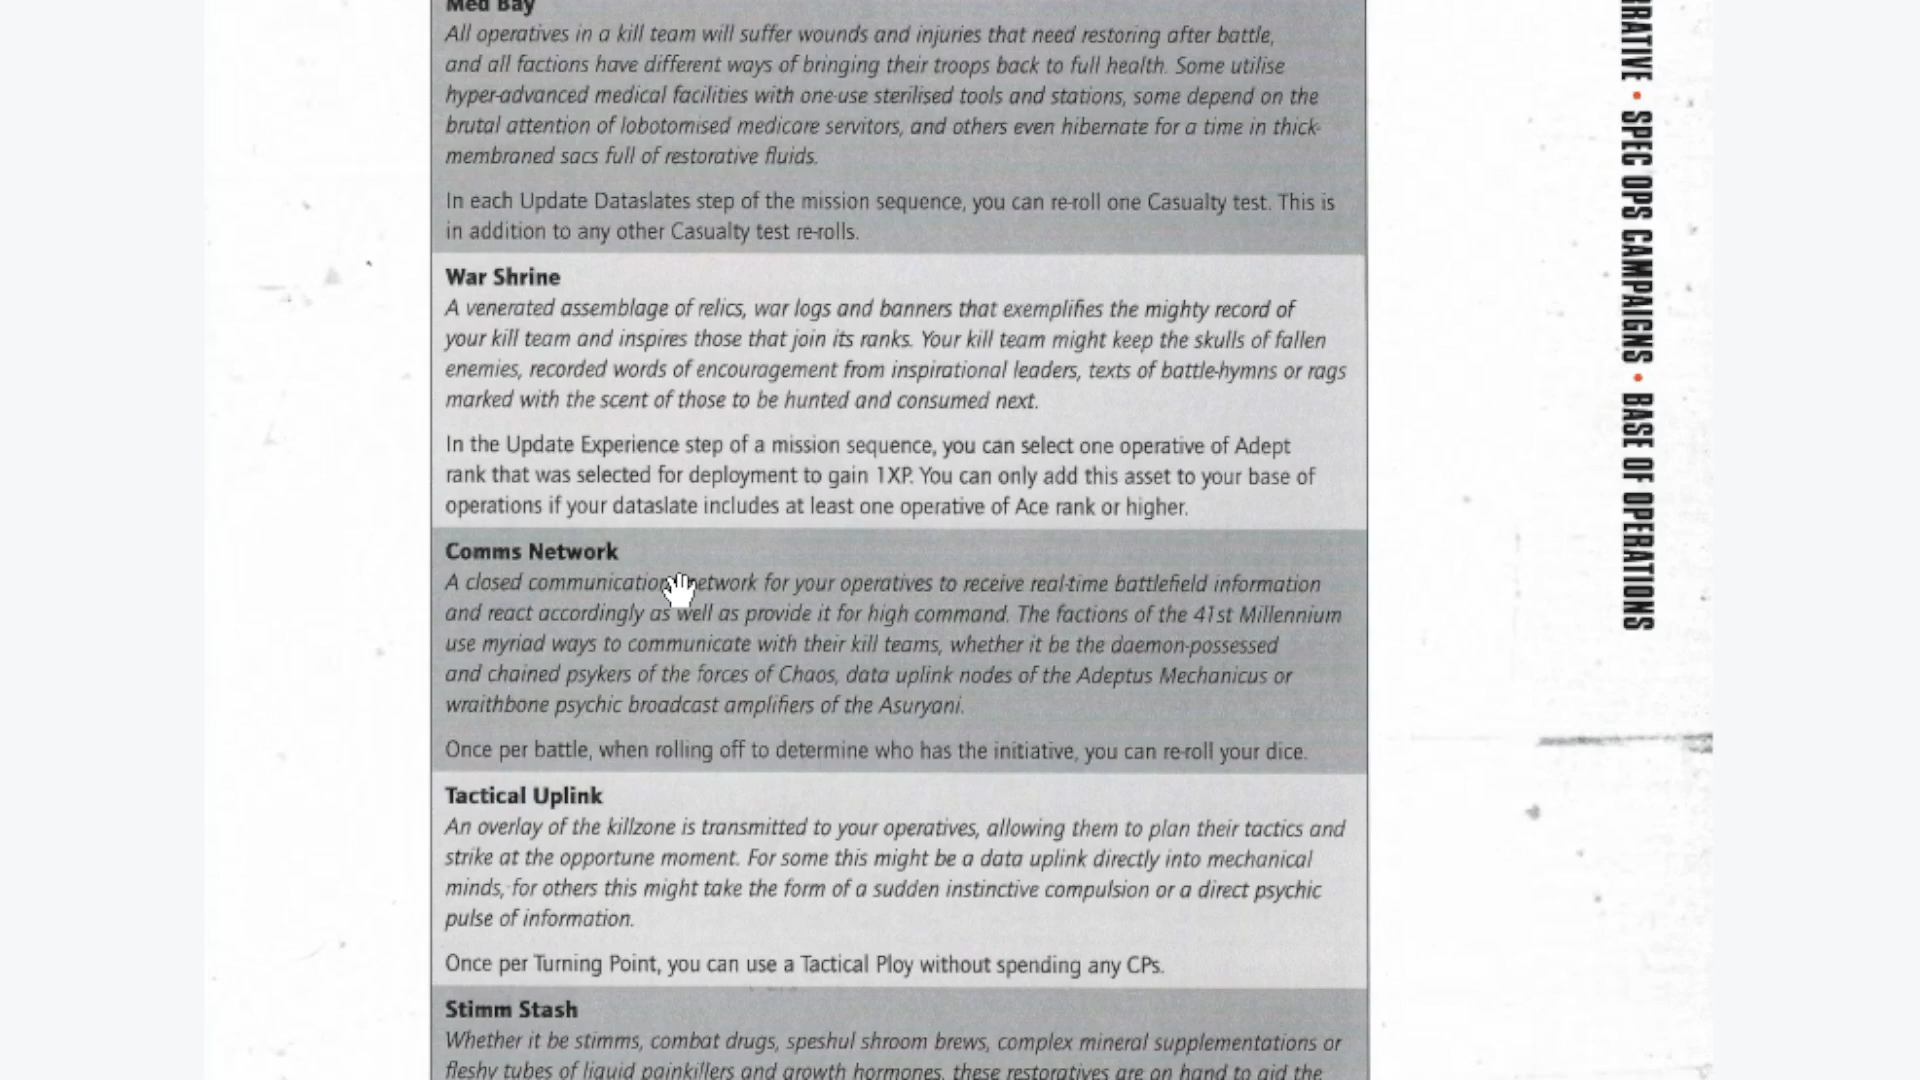 Med Bay
All operatives in a kill team will suffer wounds and injuries that need restoring after battle,
and all factions have different ways of bringing their troops back to full health. Some utilise
hyper-advanced medical facilities with one-use sterilised tools and stations, some depend on the
brutal attention of lobotomised medicare servitors, and others even hibernate for a time in thick-
membraned sacs full of restorative fluids.
In each Update Dataslates step of the mission sequence, you can re-roll one Casualty test. This is
in addition to any other Casualty test re-rolls.
War Shrine
A venerated assemblage of relics, war logs and banners that exemplifies the mighty record of
your kill team and inspires those that join its ranks. Your kill team might keep the skulls of fallen
enemies, recorded words of encouragement from inspirational leaders, texts of battle-hymns or rags
marked with the scent of those to be hunted and consumed next.
In the Update Experience step of a mission sequence, you can select one operative of Adept
rank that was selected for deployment to gain 1XP. You can only add this asset to your base of
operations if your dataslate includes at least one operative of Ace rank or higher.
Comms Network
A closed communication network for your operatives to receive real-time battlefield information
and react accordingly as well as provide it for high command. The factions of the 41st Millennium
use myriad ways to communicate with their kill teams, whether it be the daemon-possessed
and chained psykers of the forces of Chaos, data uplink nodes of the Adeptus Mechanicus or
wraithbone psychic broadcast amplifiers of the Asuryani.
Once per battle, when rolling off to determine who has the initiative, you can re-roll your dice.
Tactical Uplink
An overlay of the killzone is transmitted to your operatives, allowing them to plan their tactics and
strike at the opportune moment. For some this might be a data uplink directly into mechanical
minds, for others this might take the form of a sudden instinctive compulsion or a direct psychic
pulse of information.
Once per Turning Point, you can use a Tactical Ploy without spending any CPs.
Stimm Stash
Whether it be stimms, combat drugs, speshul shroom brews, complex mineral supplementations or
fleshy tubes of liquid painkillers and growth hormones, these restoratives are on hand to aid the
RRATIVE • SPEC OPS CAMPAIGNS • BASE OF OPERATIONS